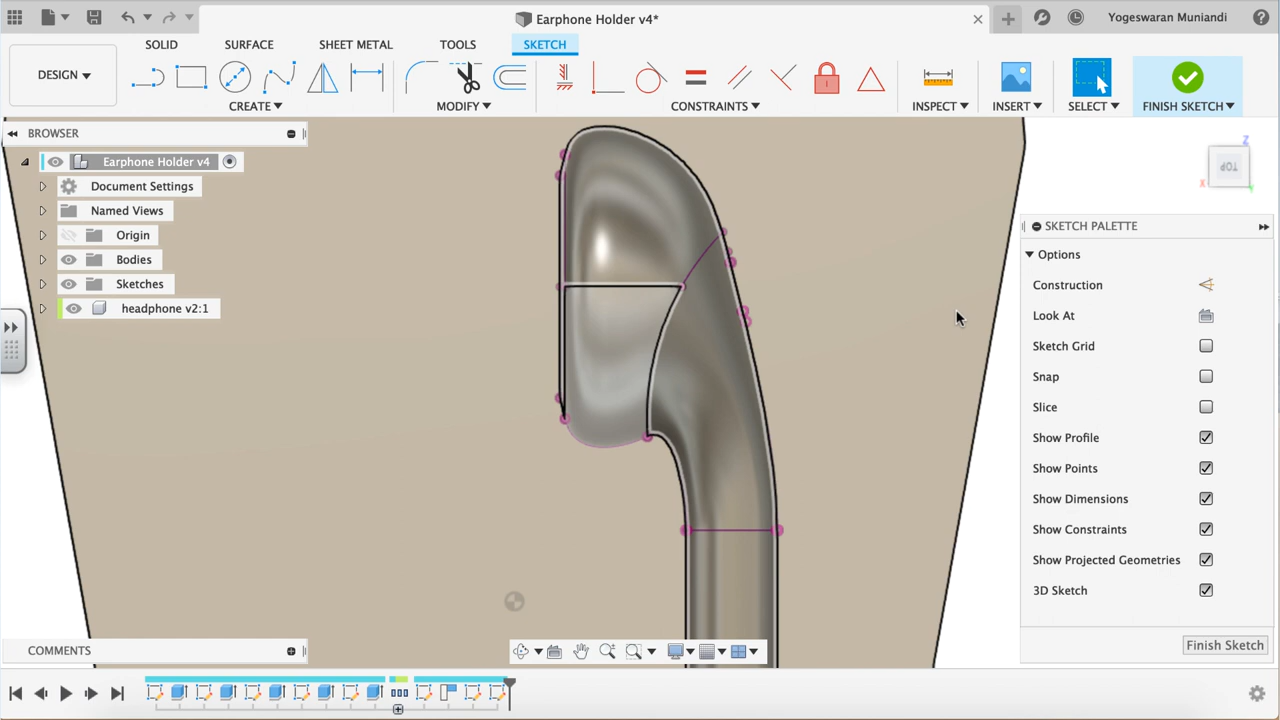 Earphone Holder v4*
Yogeswaran Muniandi
DESIGN
SOLID
SURFACE
SHEET METAL
TOOLS
SKETCH
CREATE
MODIFY
CONSTRAINTS
INSPECT
INSERT
SELECT
FINISH SKETCH
BROWSER
Earphone Holder v4
Document Settings
Named Views
Origin
Bodies
Sketches
headphone v2:1
TOP
Z
X
Y
SKETCH PALETTE
Options
Construction
Look At
Sketch Grid
Snap
Slice
Show Profile
Show Points
Show Dimensions
Show Constraints
Show Projected Geometries
3D Sketch
Finish Sketch
COMMENTS